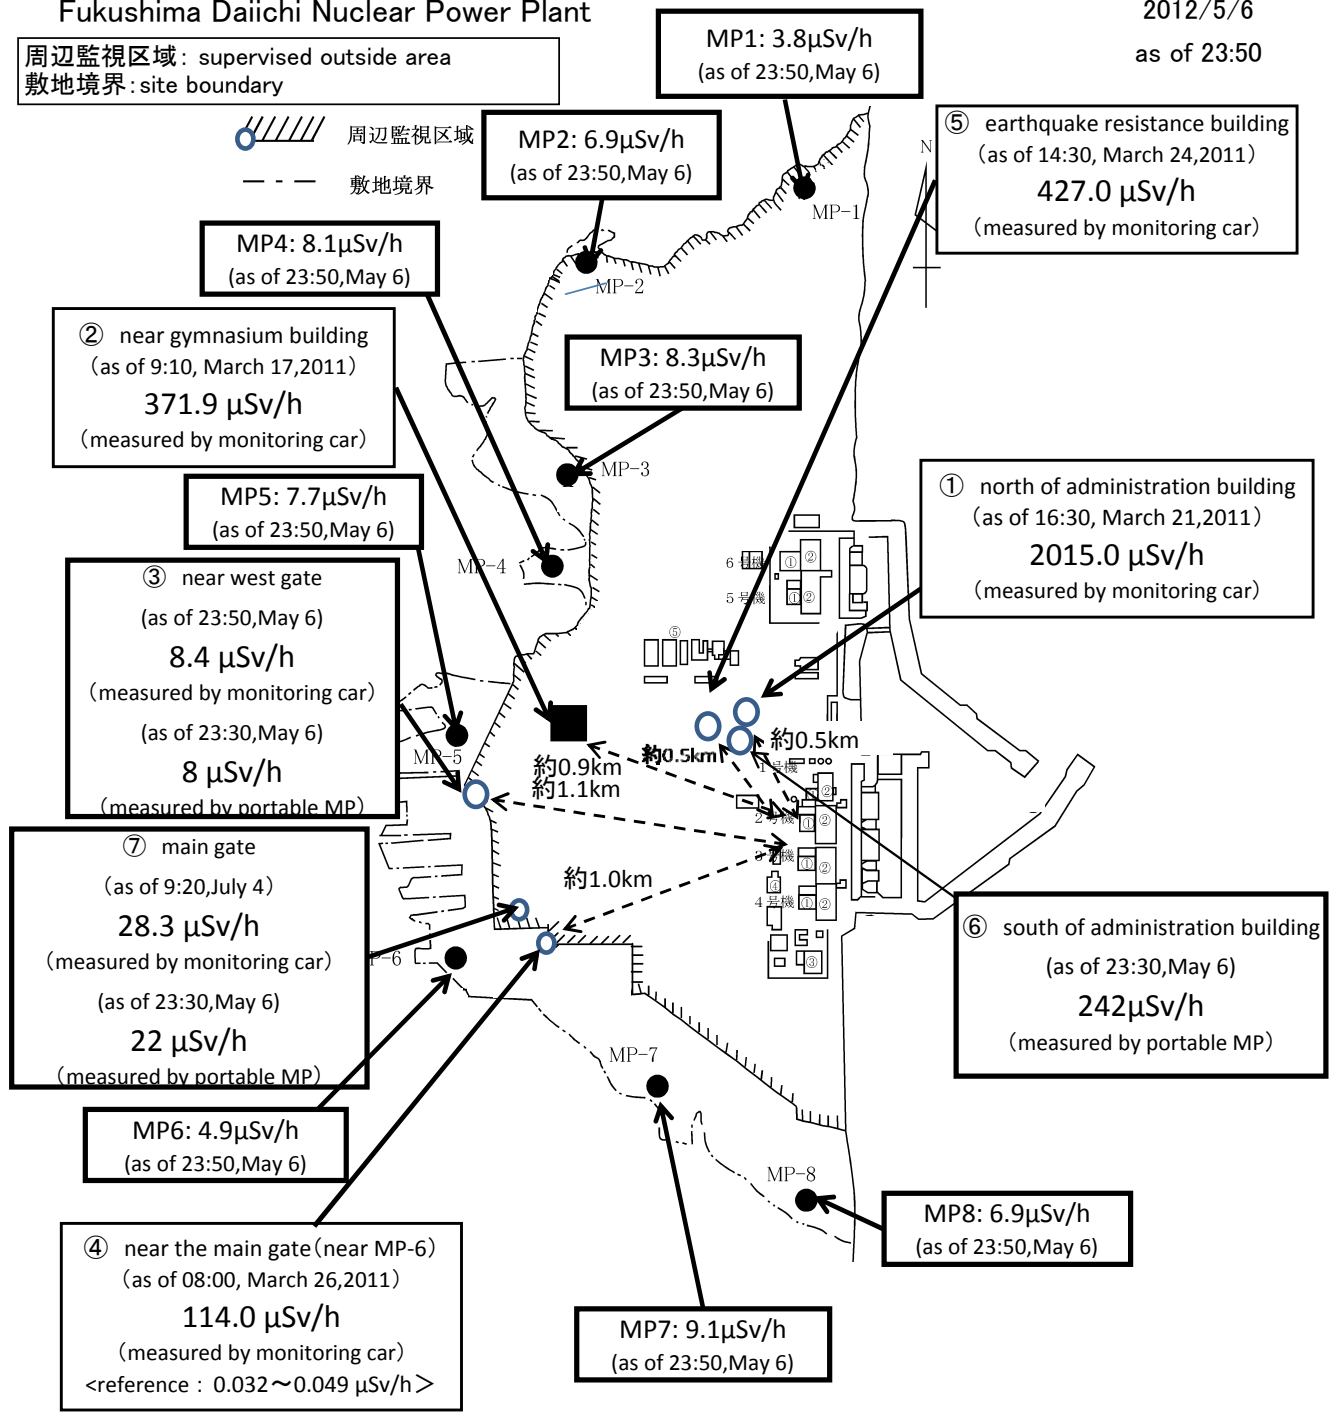 Fukushima Daiichi Nuclear Power Plant
2012/5/6
as of 23:50
周辺監視区域: supervised outside area
敷地境界:site boundary
周辺監視区域
敷地境界
MP1: 3.8μSv/h
(as of 23:50,May 6)
MP2: 6.9μSv/h
(as of 23:50,May 6)
⑤ earthquake resistance building
(as of 14:30, March 24,2011)
427.0 μSv/h
(measured by monitoring car)
N
MP-1
MP4: 8.1μSv/h
(as of 23:50,May 6)
MP-2
② near gymnasium building
(as of 9:10, March 17,2011)
371.9 μSv/h
(measured by monitoring car)
MP3: 8.3μSv/h
(as of 23:50,May 6)
MP-3
MP5: 7.7μSv/h
(as of 23:50,May 6)
① north of administration building
(as of 16:30, March 21,2011)
2015.0 μSv/h
(measured by monitoring car)
MP-4
6号機
① ②
5号機
① ②
③ near west gate
(as of 23:50,May 6)
8.4 μSv/h
(measured by monitoring car)
(as of 23:30,May 6)
8 μSv/h
(measured by portable MP)
⑤
MP-5
約0.9km
約1.1km
約0.5km
約0.5km
1号機
②
2号機
① ②
3号機
① ②
④
4号機
① ②
③
約1.0km
⑦ main gate
(as of 9:20,July 4)
28.3 μSv/h
(measured by monitoring car)
(as of 23:30,May 6)
22 μSv/h
(measured by portable MP)
P-6
⑥ south of administration building
(as of 23:30,May 6)
242μSv/h
(measured by portable MP)
MP-7
MP6: 4.9μSv/h
(as of 23:50,May 6)
MP-8
MP8: 6.9μSv/h
(as of 23:50,May 6)
④ near the main gate(near MP-6)
(as of 08:00, March 26,2011)
114.0 μSv/h
(measured by monitoring car)
<reference : 0.032～0.049 μSv/h>
MP7: 9.1μSv/h
(as of 23:50,May 6)